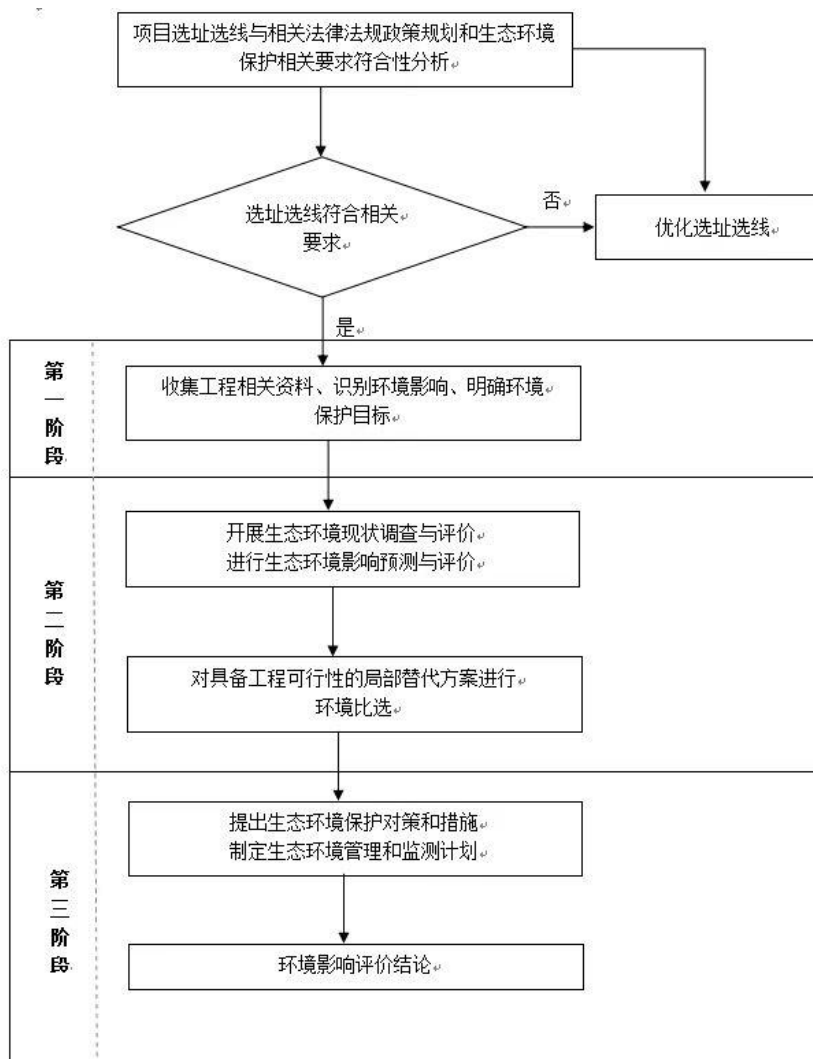 项目选址选线与相关法律法规政策规划和生态环境
保护相关要求符合性分析
选址选线符合相关
要求
否
优化选址选线
是
第一阶段
收集工程相关资料、识别环境影响、明确环境
保护目标
第二阶段
开展生态环境现状调查与评价
进行生态环境影响预测与评价
对具备工程可行性的局部替代方案进行
环境比选
第三阶段
提出生态环境保护对策和措施
制定生态环境管理和监测计划
环境影响评价结论